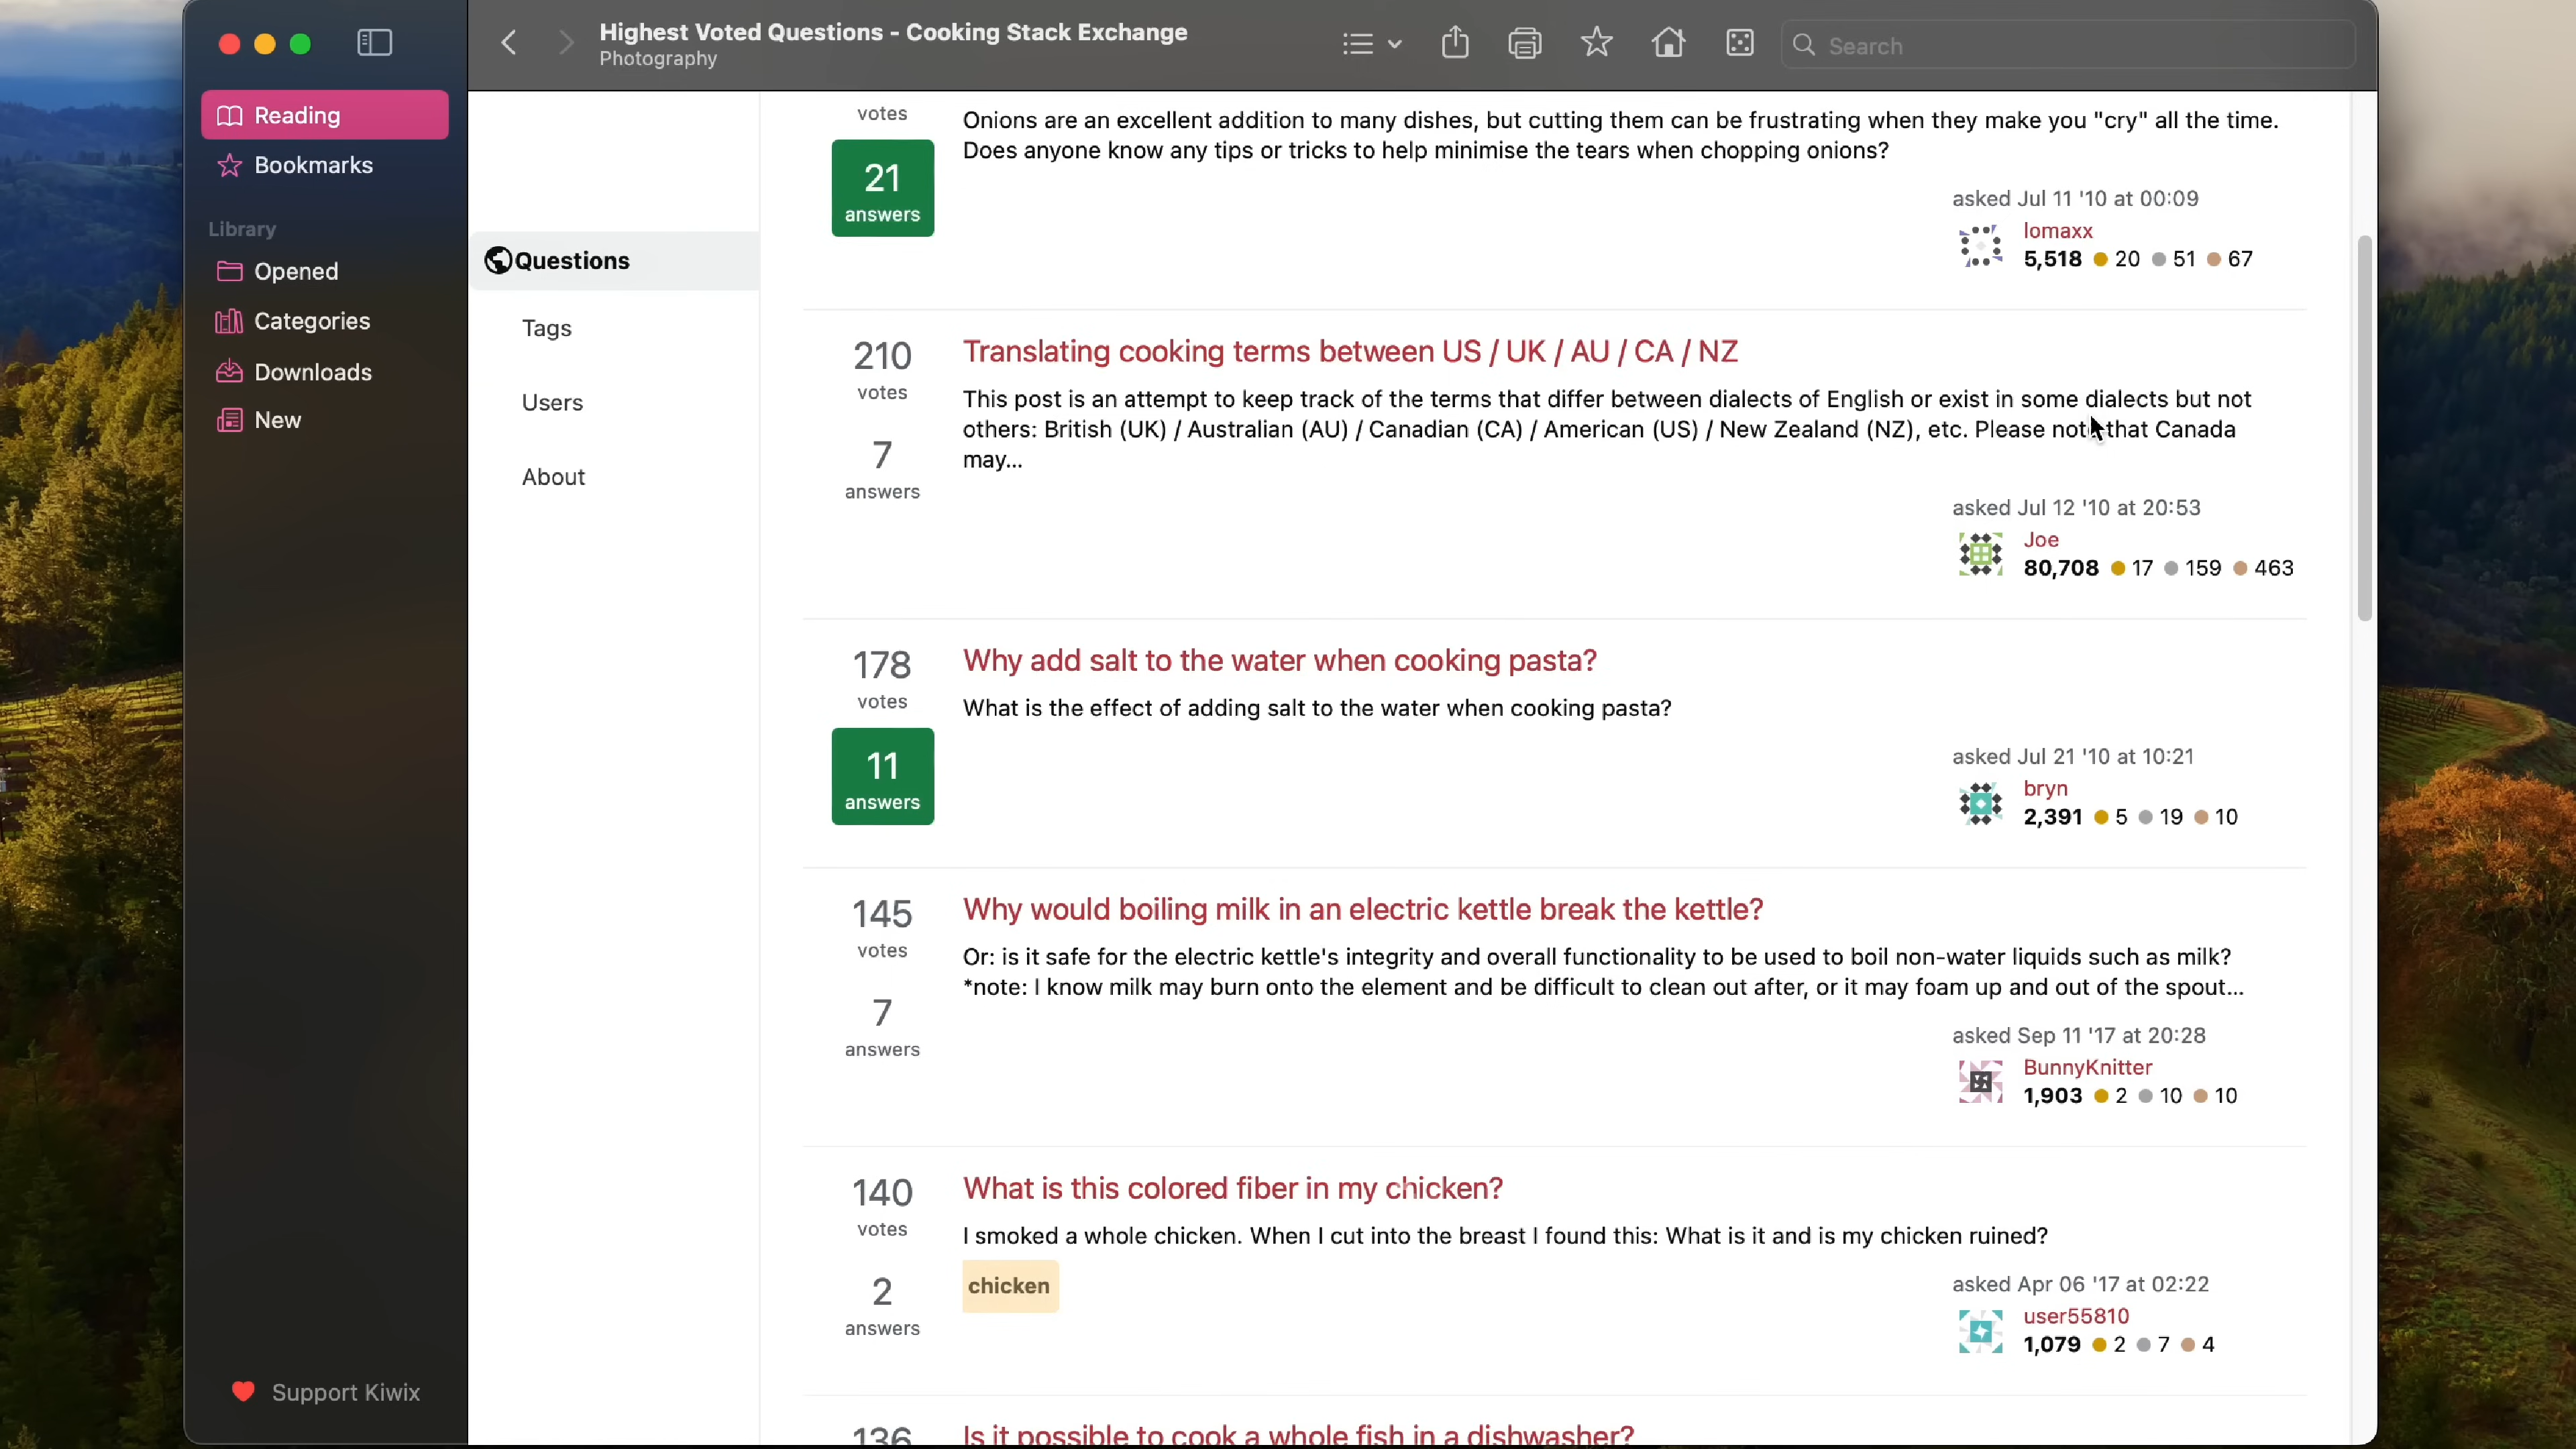 Highest Voted Questions - Cooking Stack Exchange
Photography
Search
Reading
Bookmarks
Library
Opened
Categories
Downloads
New
Support Kiwix
Questions
Tags
Users
About
votes
21
answers
Onions are an excellent addition to many dishes, but cutting them can be frustrating when they make you "cry" all the time.
Does anyone know any tips or tricks to help minimise the tears when chopping onions?
asked Jul 11 '10 at 00:09
lomaxx
5,518 20 51 67
210
votes
7
answers
Translating cooking terms between US / UK / AU / CA / NZ
This post is an attempt to keep track of the terms that differ between dialects of English or exist in some dialects but not
others: British (UK) / Australian (AU) / Canadian (CA) / American (US) / New Zealand (NZ), etc. Please note that Canada
may...
asked Jul 12 '10 at 20:53
Joe
80,708 17 159 463
178
votes
11
answers
Why add salt to the water when cooking pasta?
What is the effect of adding salt to the water when cooking pasta?
asked Jul 21 '10 at 10:21
bryn
2,391 5 19 10
145
votes
7
answers
Why would boiling milk in an electric kettle break the kettle?
Or: is it safe for the electric kettle's integrity and overall functionality to be used to boil non-water liquids such as milk?
*note: I know milk may burn onto the element and be difficult to clean out after, or it may foam up and out of the spout...
asked Sep 11 '17 at 20:28
BunnyKnitter
1,903 2 10 10
140
votes
2
answers
What is this colored fiber in my chicken?
I smoked a whole chicken. When I cut into the breast I found this: What is it and is my chicken ruined?
chicken
asked Apr 06 '17 at 02:22
user55810
1,079 2 7 4
136
Is it possible to cook a whole fish in a dishwasher?